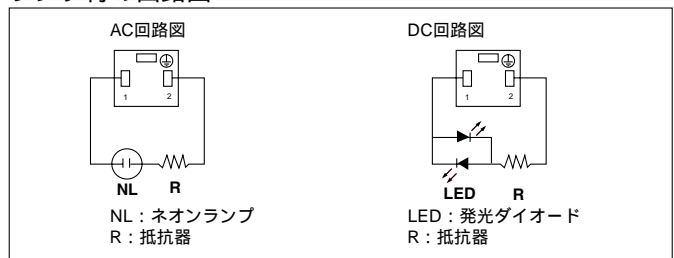 AC回路図
1 2
NL R
NL：ネオンランプ
R：抵抗器
DC回路図
1 2
LED R
LED：発光ダイオード
R：抵抗器